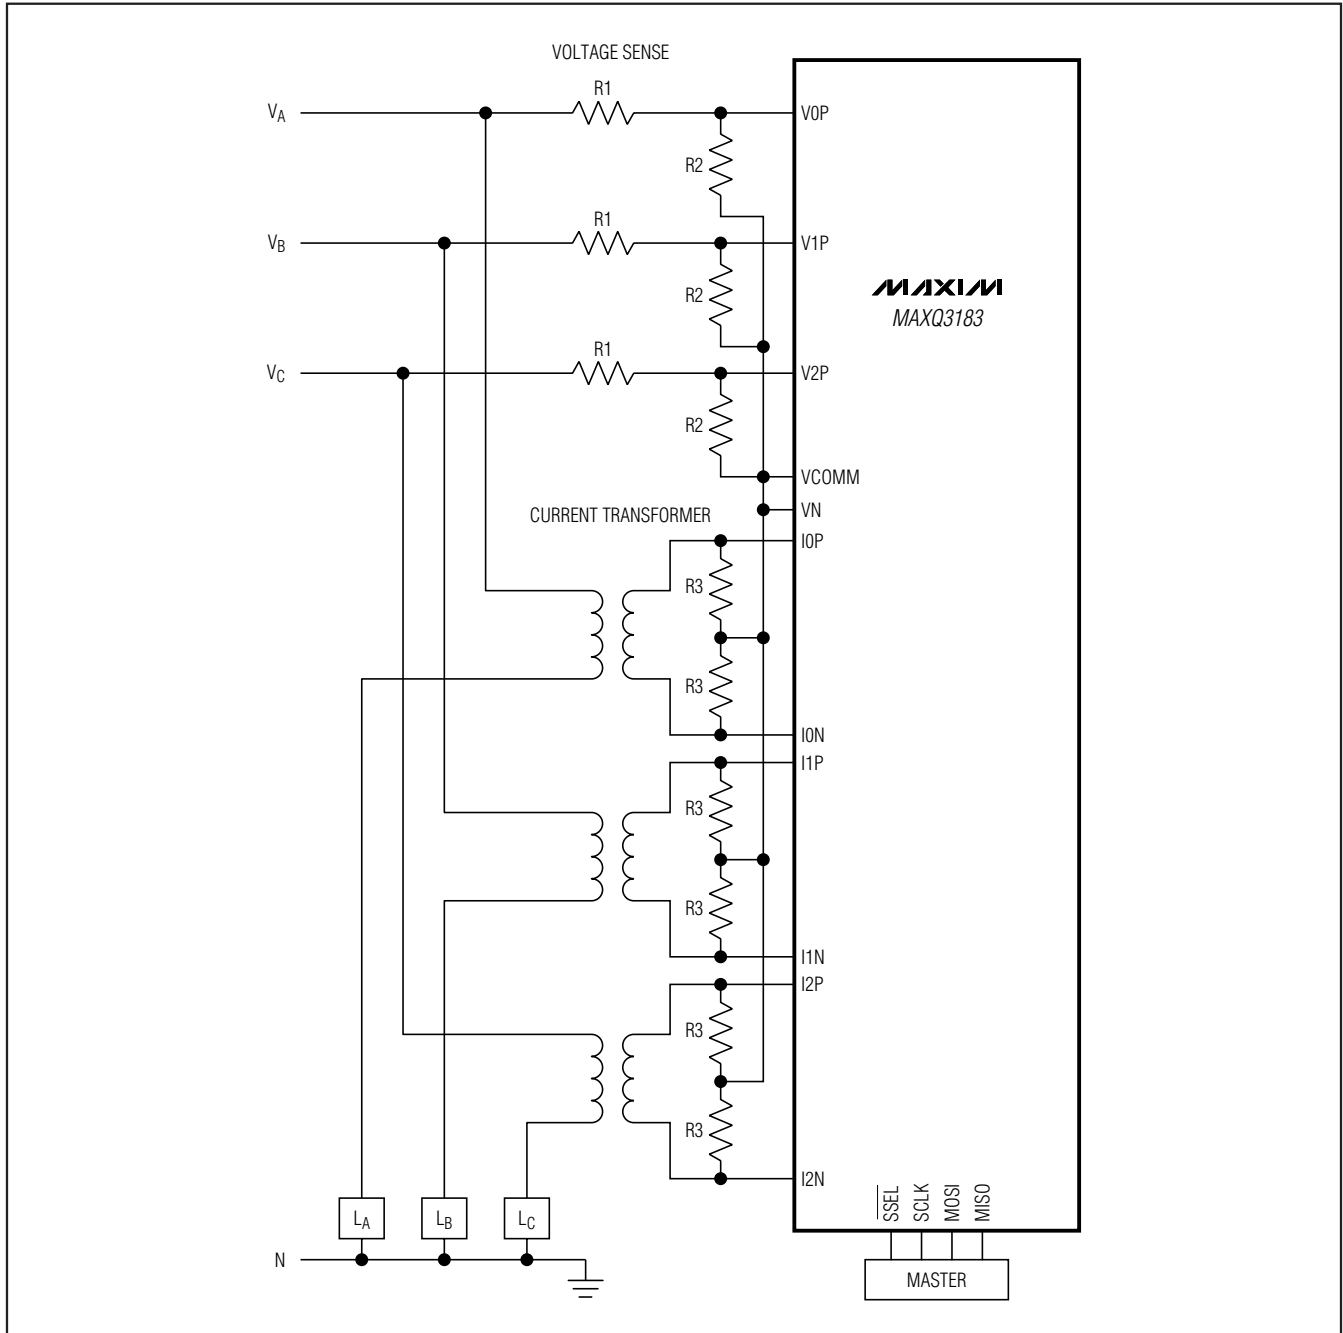 VOLTAGE SENSE
VA
R1
V0P
R2
VB
R1
V1P
R2
MAXIM
MAXQ3183
VC
R1
V2P
R2
VCOMM
VN
CURRENT TRANSFORMER
I0P
R3
R3
I0N
I1P
R3
R3
I1N
I2P
R3
R3
I2N
SSEL
SCLK
MOSI
MISO
LA
LB
LC
N
MASTER